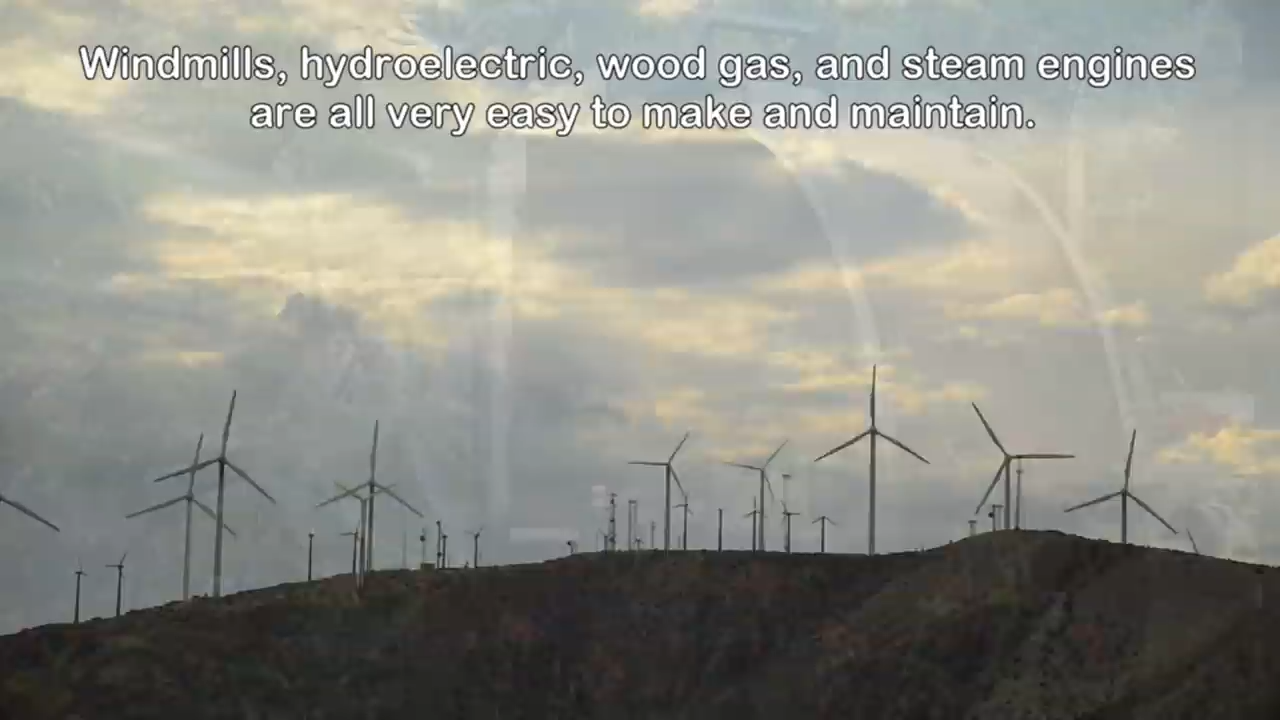 Windmills, hydroelectric, wood gas, and steam engines
are all very easy to make and maintain.